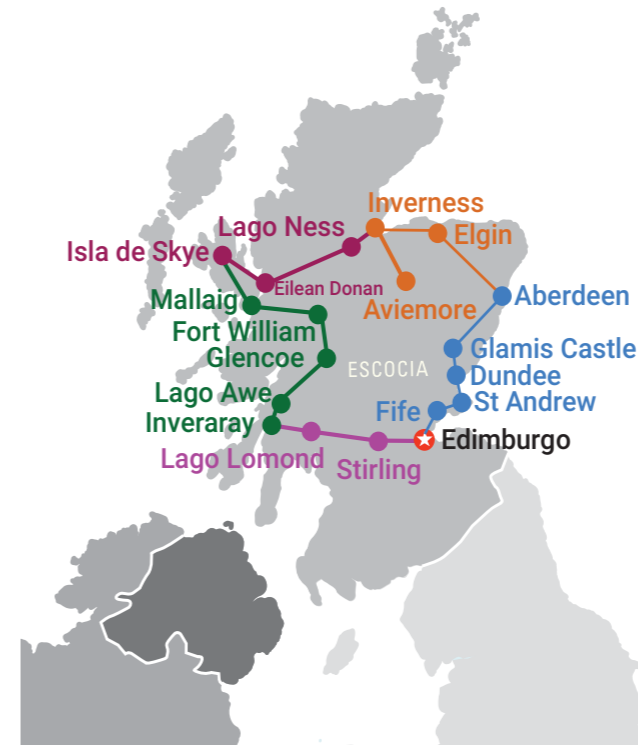 Inverness
Lago Ness
Elgin
Isla de Skye
Eilean Donan
Mallaig
Aviemore
Aberdeen
Fort William
Glamis Castle
Glencoe
ESCOCIA
Dundee
Lago Awe
Fife
St Andrew
Inveraray
Edimburgo
Lago Lomond
Stirling